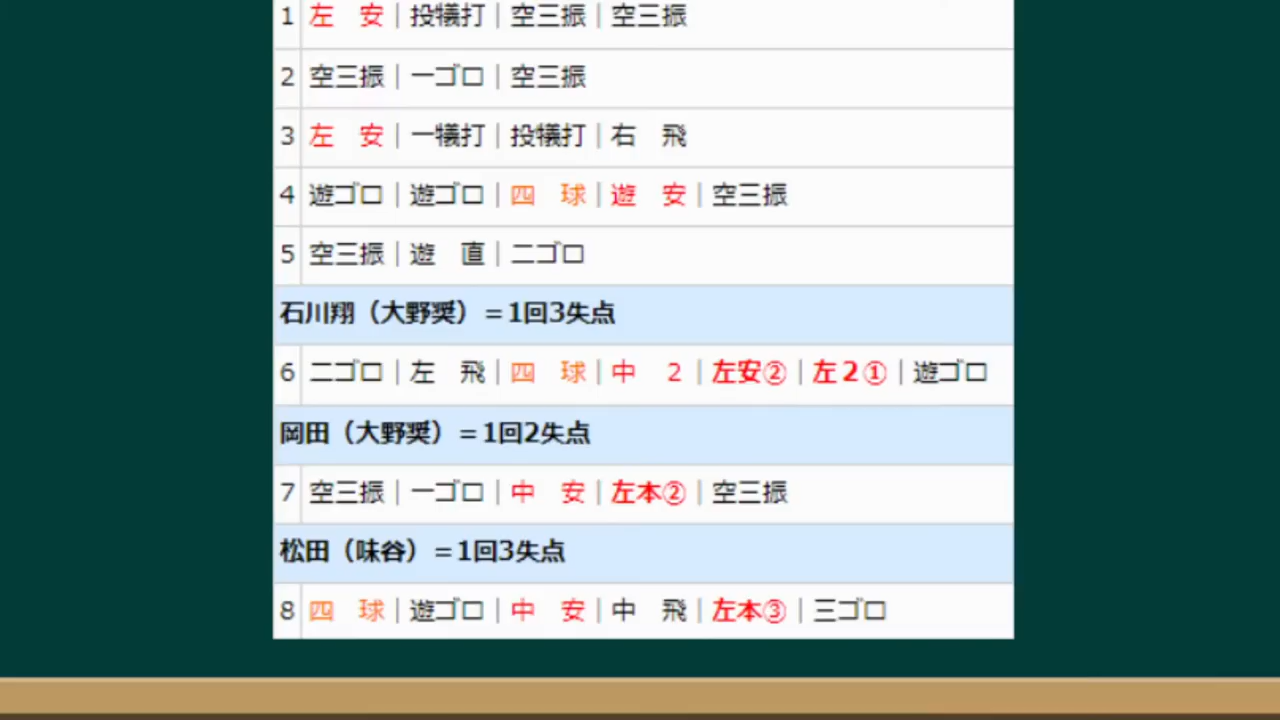 1 左 安｜投犠打｜空三振｜空三振
2 空三振｜一ゴロ｜空三振
3 左 安｜一犠打｜投犠打｜右 飛
4 遊ゴロ｜遊ゴロ｜四 球｜遊 安｜空三振
5 空三振｜遊 直｜二ゴロ
石川翔（大野奨）＝1回3失点
6 二ゴロ｜左 飛｜四 球｜中 2｜左安②｜左２①｜遊ゴロ
岡田（大野奨）＝1回2失点
7 空三振｜一ゴロ｜中 安｜左本②｜空三振
松田（味谷）＝1回3失点
8 四 球｜遊ゴロ｜中 安｜中 飛｜左本③｜三ゴロ